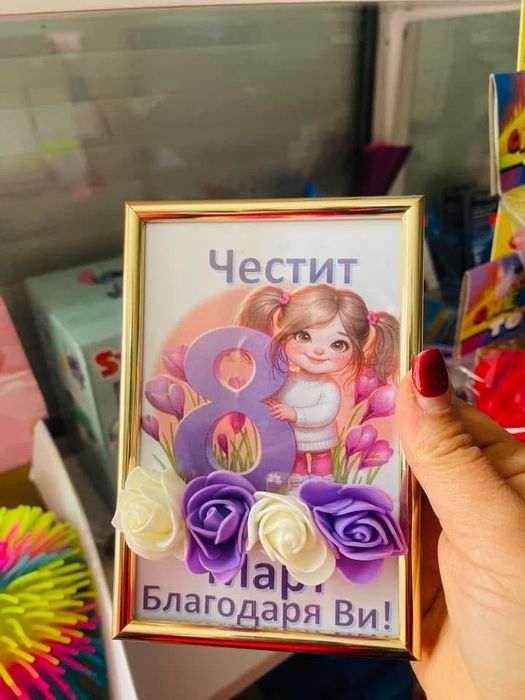 Честит
8
Март
Благодаря Ви!